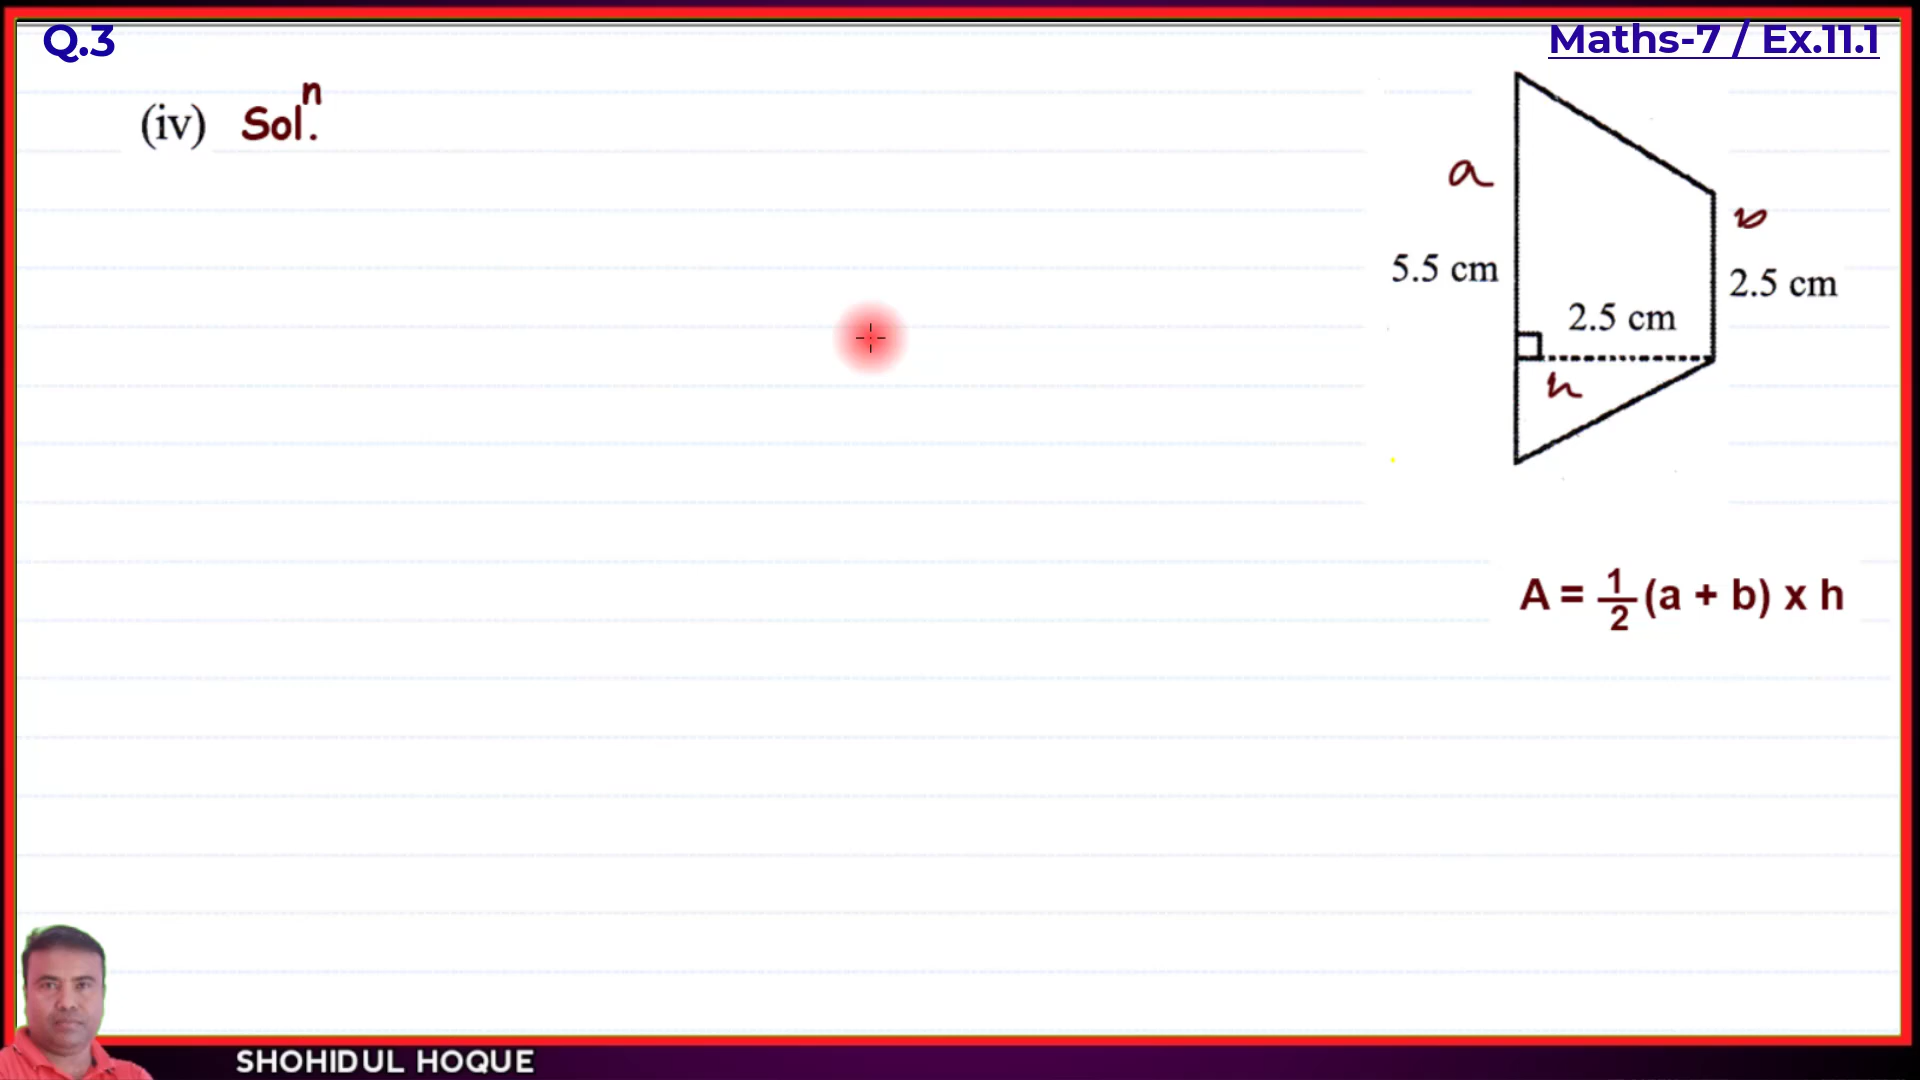 Q.3
Maths-7 / Ex.11.1
(iv) Sol.n
a
b
5.5 cm
2.5 cm
2.5 cm
h
A = 1/2 (a + b) x h
SHOHIDUL HOQUE